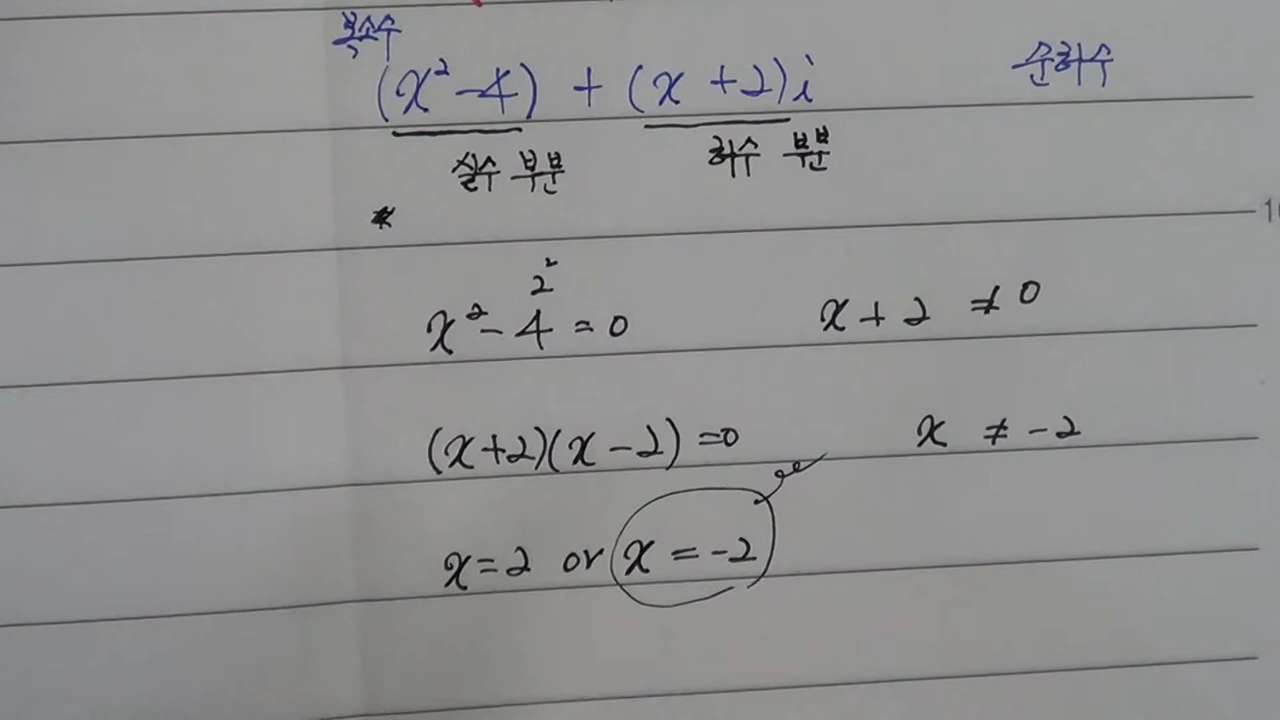 복소수
(x² -4) + (x +2)i 순허수
실수 부분 허수 부분
*
2²
x² - 4 = 0 x + 2 ≠ 0
(x+2)(x-2) =0 x ≠ -2
x=2 or x = -2